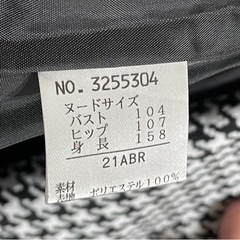 NO. 3255304
ヌードサイズ
バスト 104
ヒップ 107
身長 158
21ABR
素材
表地 ポリエステル100%